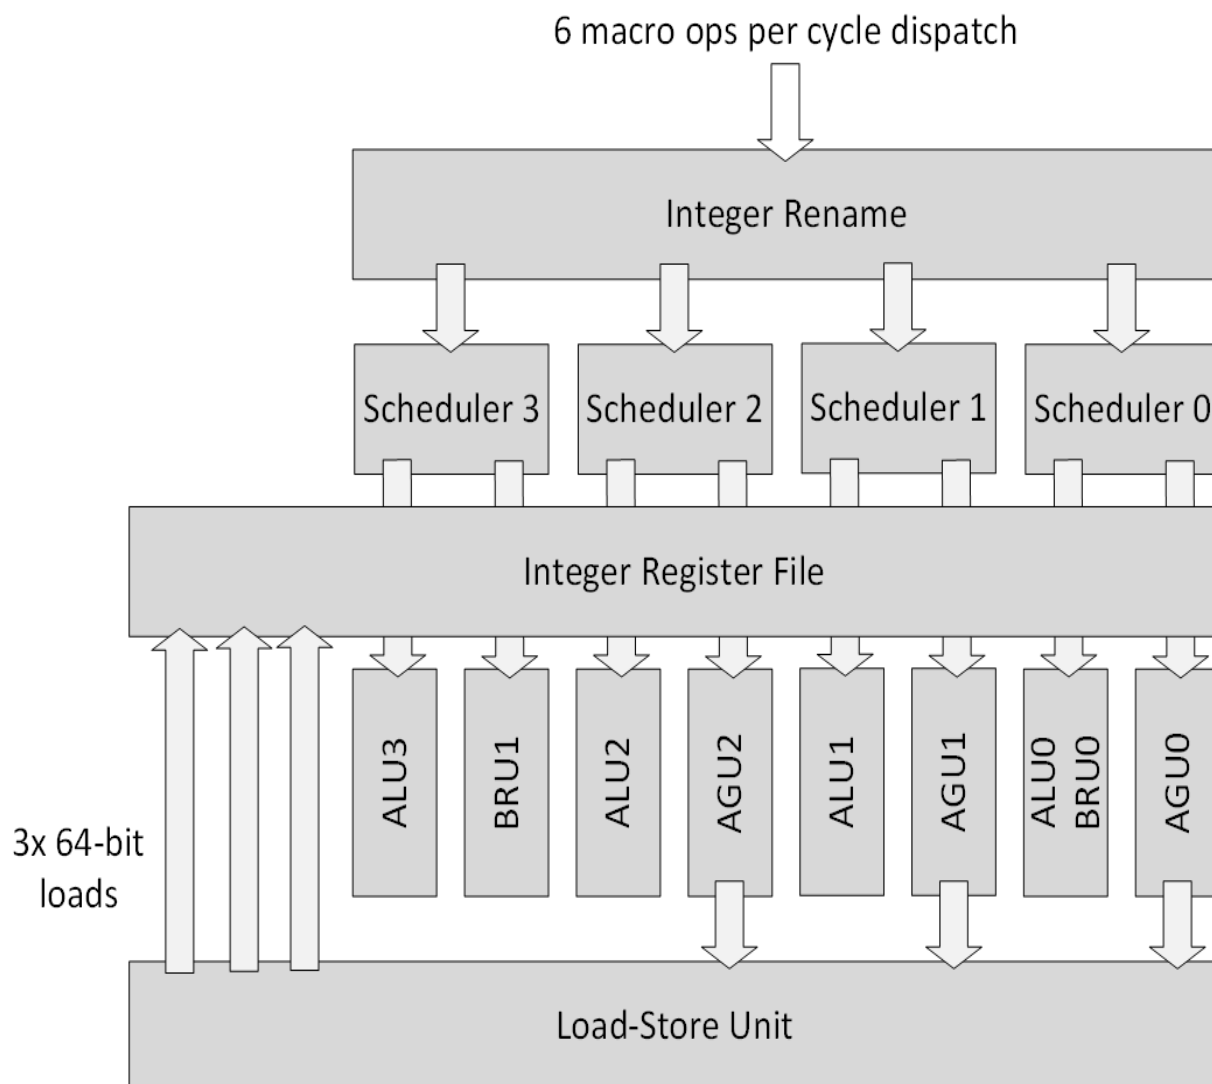 6 macro ops per cycle dispatch
Integer Rename
Scheduler 3
Scheduler 2
Scheduler 1
Scheduler 0
Integer Register File
ALU3
BRU1
ALU2
AGU2
ALU1
AGU1
ALU0
BRU0
AGU0
3x 64-bit
loads
Load-Store Unit